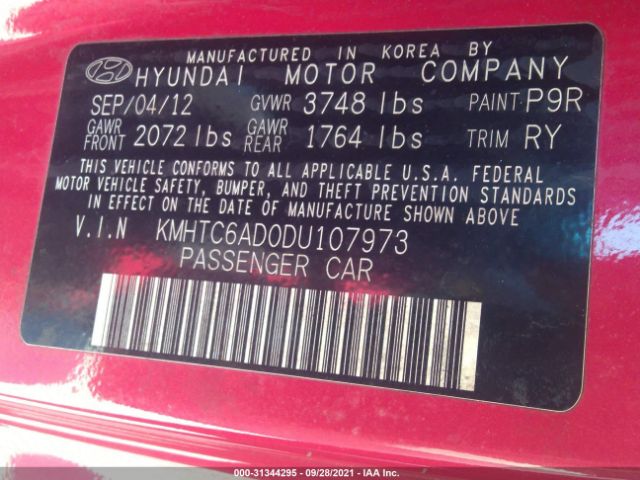 MANUFACTURED IN KOREA BY
HYUNDAI MOTOR COMPANY
SEP/04/12 GVWR 3748 lbs PAINT: P9R
GAWR FRONT 2072 lbs GAWR REAR 1764 lbs TRIM RY
THIS VEHICLE CONFORMS TO ALL APPLICABLE U.S.A. FEDERAL
MOTOR VEHICLE SAFETY, BUMPER, AND THEFT PREVENTION STANDARDS
IN EFFECT ON THE DATE OF MANUFACTURE SHOWN ABOVE
V.I.N KMHTC6AD0DU107973
PASSENGER CAR
000-31344295 - 09/28/2021 - IAA Inc.